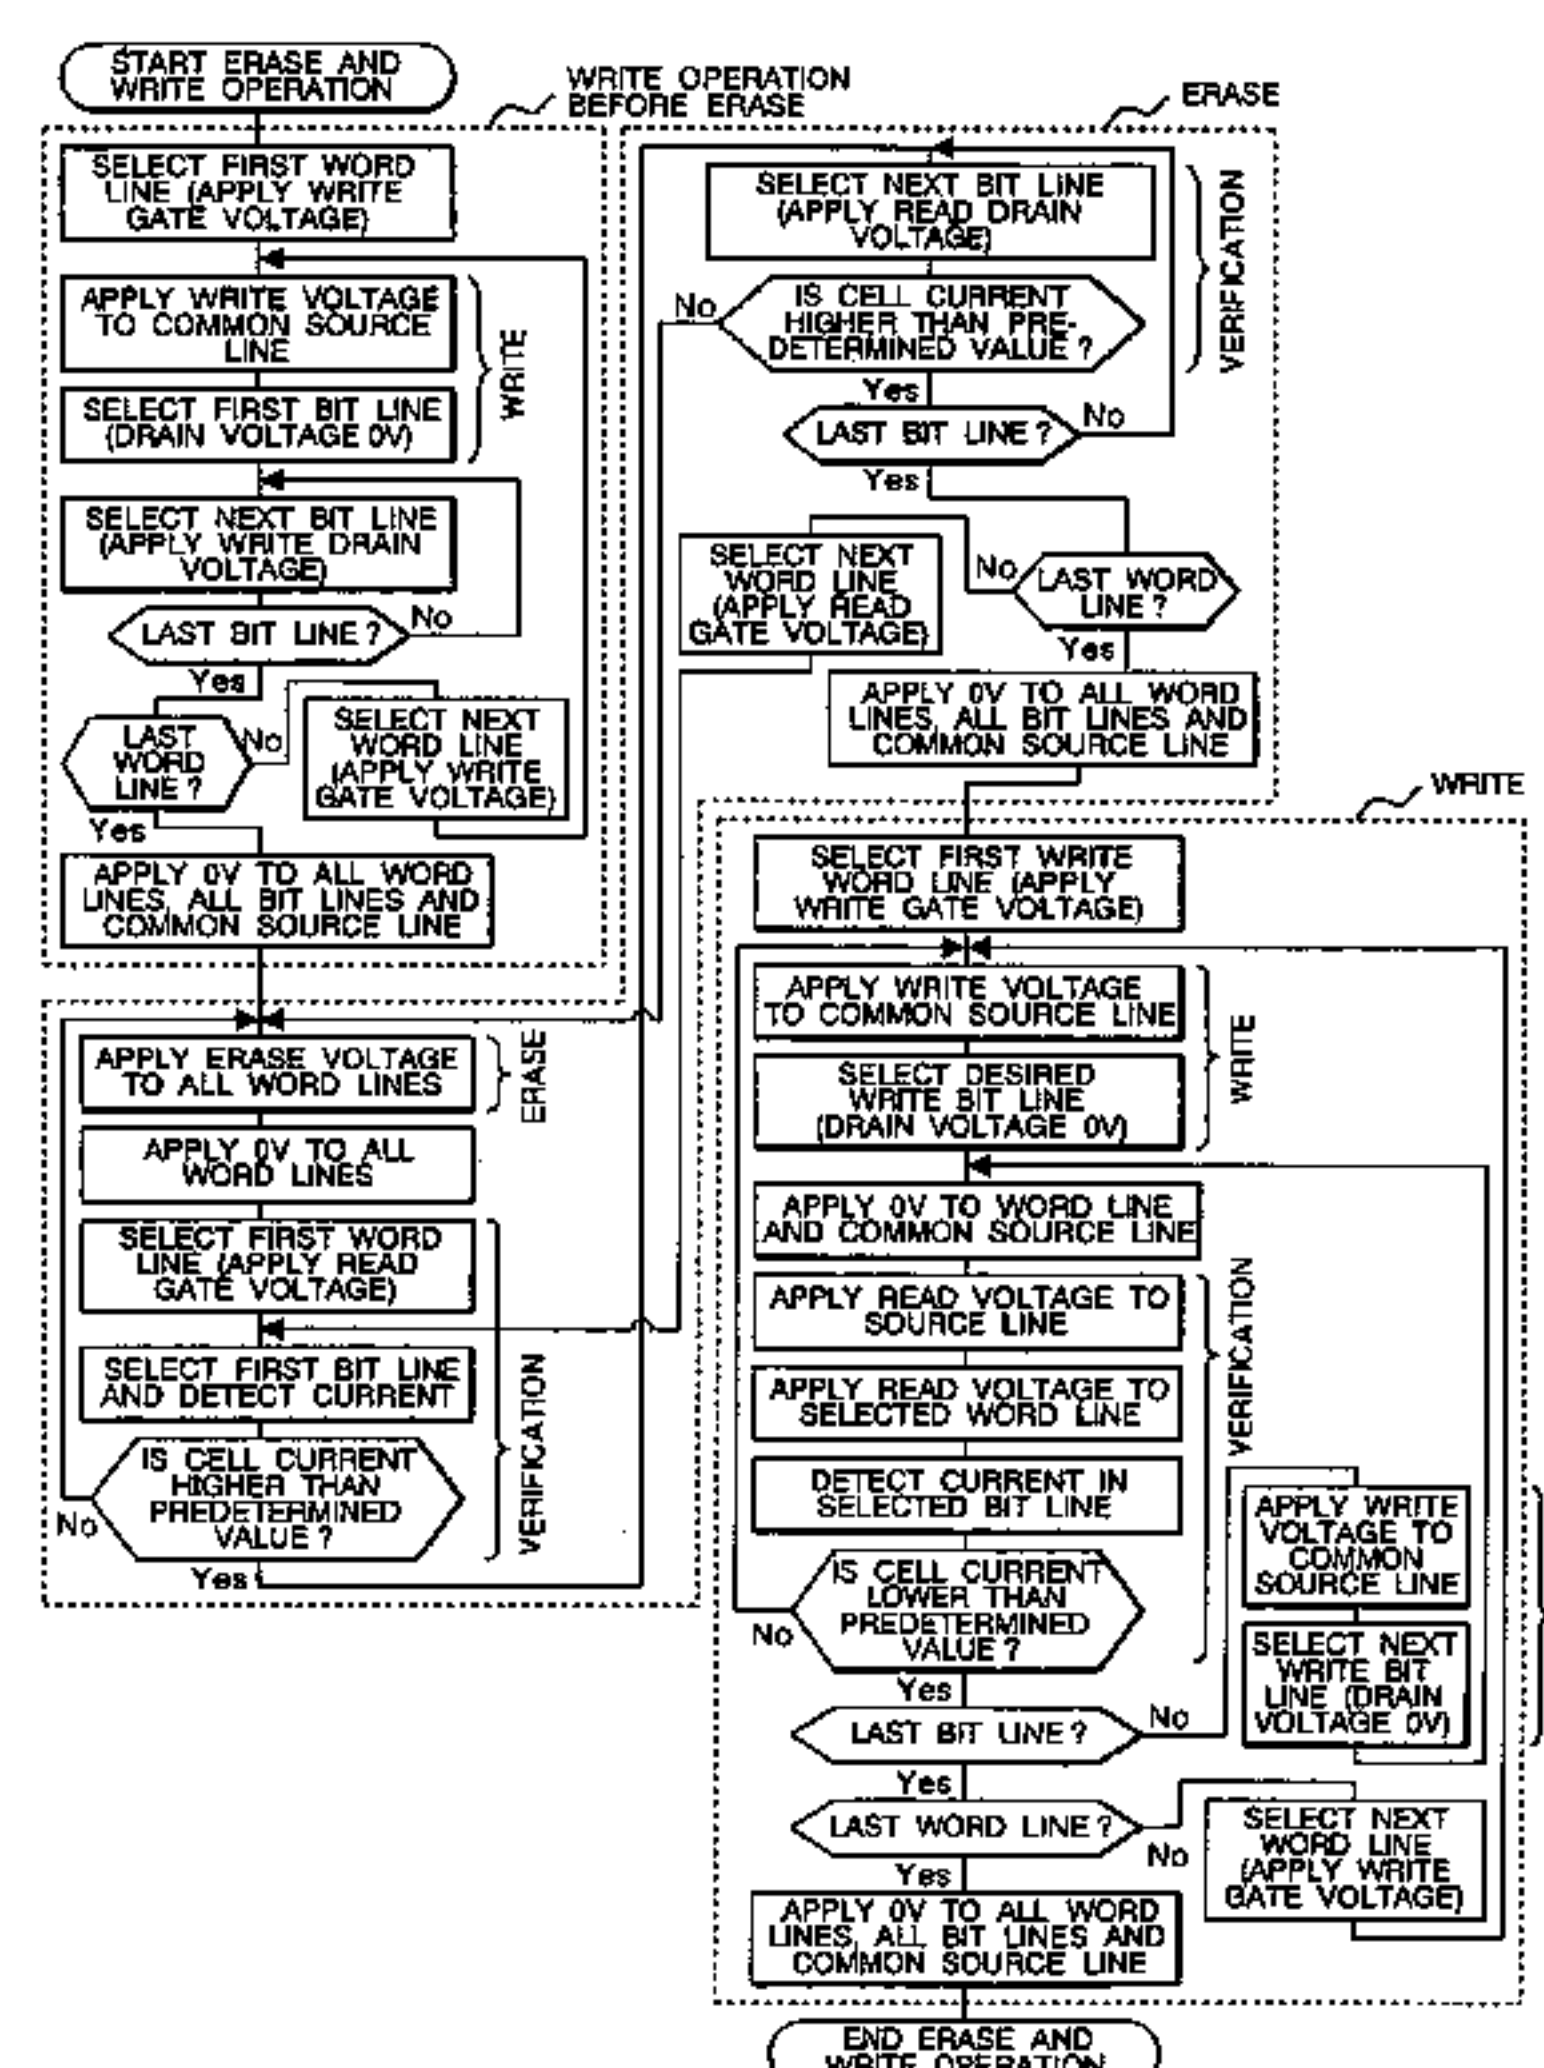 START ERASE AND
WRITE OPERATION
WRITE OPERATION
BEFORE ERASE
SELECT FIRST WORD
LINE (APPLY WRITE
GATE VOLTAGE)
APPLY WRITE VOLTAGE
TO COMMON SOURCE
LINE
SELECT FIRST BIT LINE
(DRAIN VOLTAGE 0V)
WRITE
SELECT NEXT BIT LINE
(APPLY WRITE DRAIN
VOLTAGE)
LAST BIT LINE?
No
Yes
LAST
WORD
LINE?
No
SELECT NEXT
WORD LINE
(APPLY WRITE
GATE VOLTAGE)
Yes
APPLY 0V TO ALL WORD
LINES, ALL BIT LINES AND
COMMON SOURCE LINE
APPLY ERASE VOLTAGE
TO ALL WORD LINES
ERASE
APPLY 0V TO ALL
WORD LINES
SELECT FIRST WORD
LINE (APPLY READ
GATE VOLTAGE)
SELECT FIRST BIT LINE
AND DETECT CURRENT
IS CELL CURRENT
HIGHER THAN
PREDETERMINED
VALUE?
VERIFICATION
No
Yes
ERASE
SELECT NEXT BIT LINE
(APPLY READ DRAIN
VOLTAGE)
VERIFICATION
No
IS CELL CURRENT
HIGHER THAN PRE-
DETERMINED VALUE?
Yes
LAST BIT LINE?
No
Yes
SELECT NEXT
WORD LINE
(APPLY READ
GATE VOLTAGE)
No
LAST WORD
LINE?
Yes
APPLY 0V TO ALL WORD
LINES, ALL BIT LINES AND
COMMON SOURCE LINE
WRITE
SELECT FIRST WRITE
WORD LINE (APPLY
WRITE GATE VOLTAGE)
APPLY WRITE VOLTAGE
TO COMMON SOURCE LINE
SELECT DESIRED
WRITE BIT LINE
(DRAIN VOLTAGE 0V)
WRITE
APPLY 0V TO WORD LINE
AND COMMON SOURCE LINE
APPLY READ VOLTAGE TO
SOURCE LINE
APPLY READ VOLTAGE TO
SELECTED WORD LINE
DETECT CURRENT IN
SELECTED BIT LINE
VERIFICATION
IS CELL CURRENT
LOWER THAN
PREDETERMINED
VALUE?
No
Yes
APPLY WRITE
VOLTAGE TO
COMMON
SOURCE LINE
SELECT NEXT
WRITE BIT
LINE (DRAIN
VOLTAGE 0V)
LAST BIT LINE?
No
Yes
LAST WORD LINE?
No
SELECT NEXT
WORD LINE
(APPLY WRITE
GATE VOLTAGE)
Yes
APPLY 0V TO ALL WORD
LINES, ALL BIT LINES AND
COMMON SOURCE LINE
END ERASE AND
WRITE OPERATION